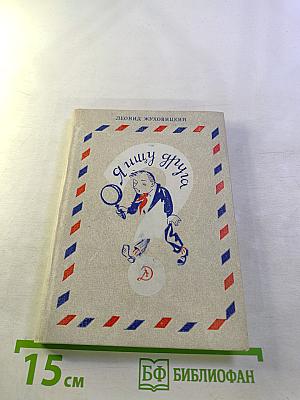 ЛЕОНИД ЖУХОВИЦКИЙ
Я ищу друга
Д
15 см
БФ БИБЛИОФАН